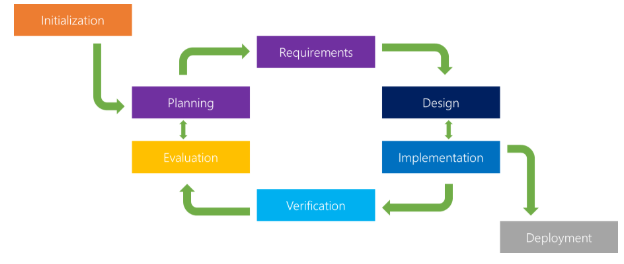 Initialization
Requirements
Planning
Design
Evaluation
Implementation
Verification
Deployment